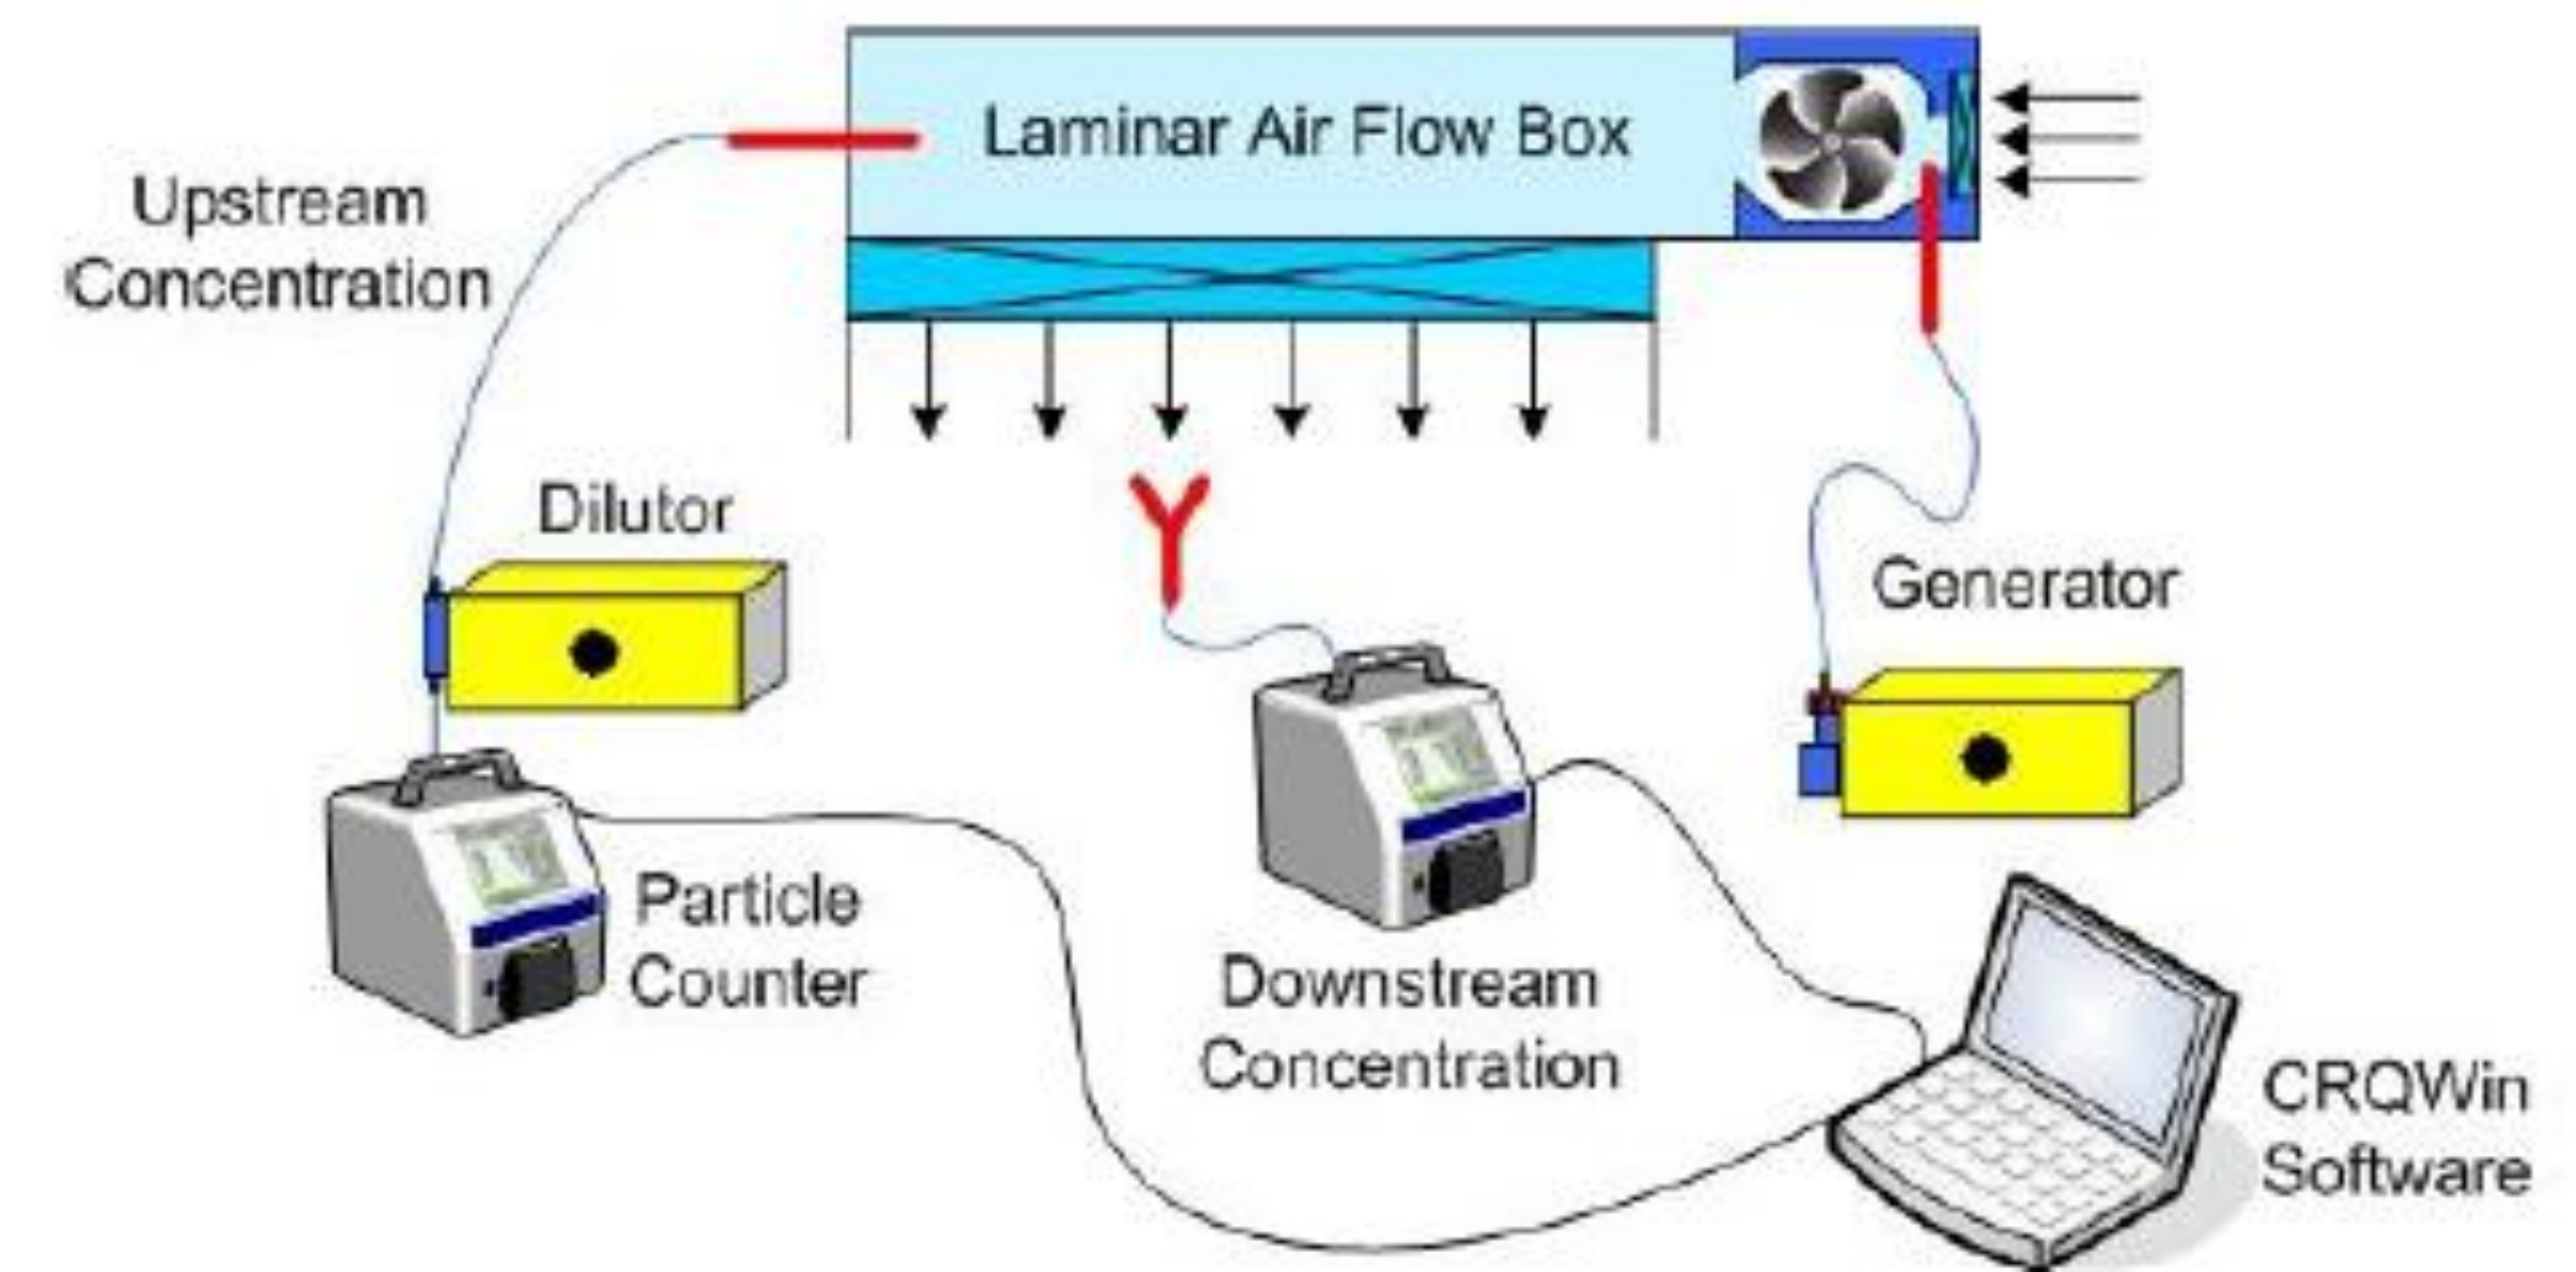 Laminar Air Flow Box
Upstream
Concentration
Dilutor
Generator
Particle
Counter
Downstream
Concentration
CRQWin
Software